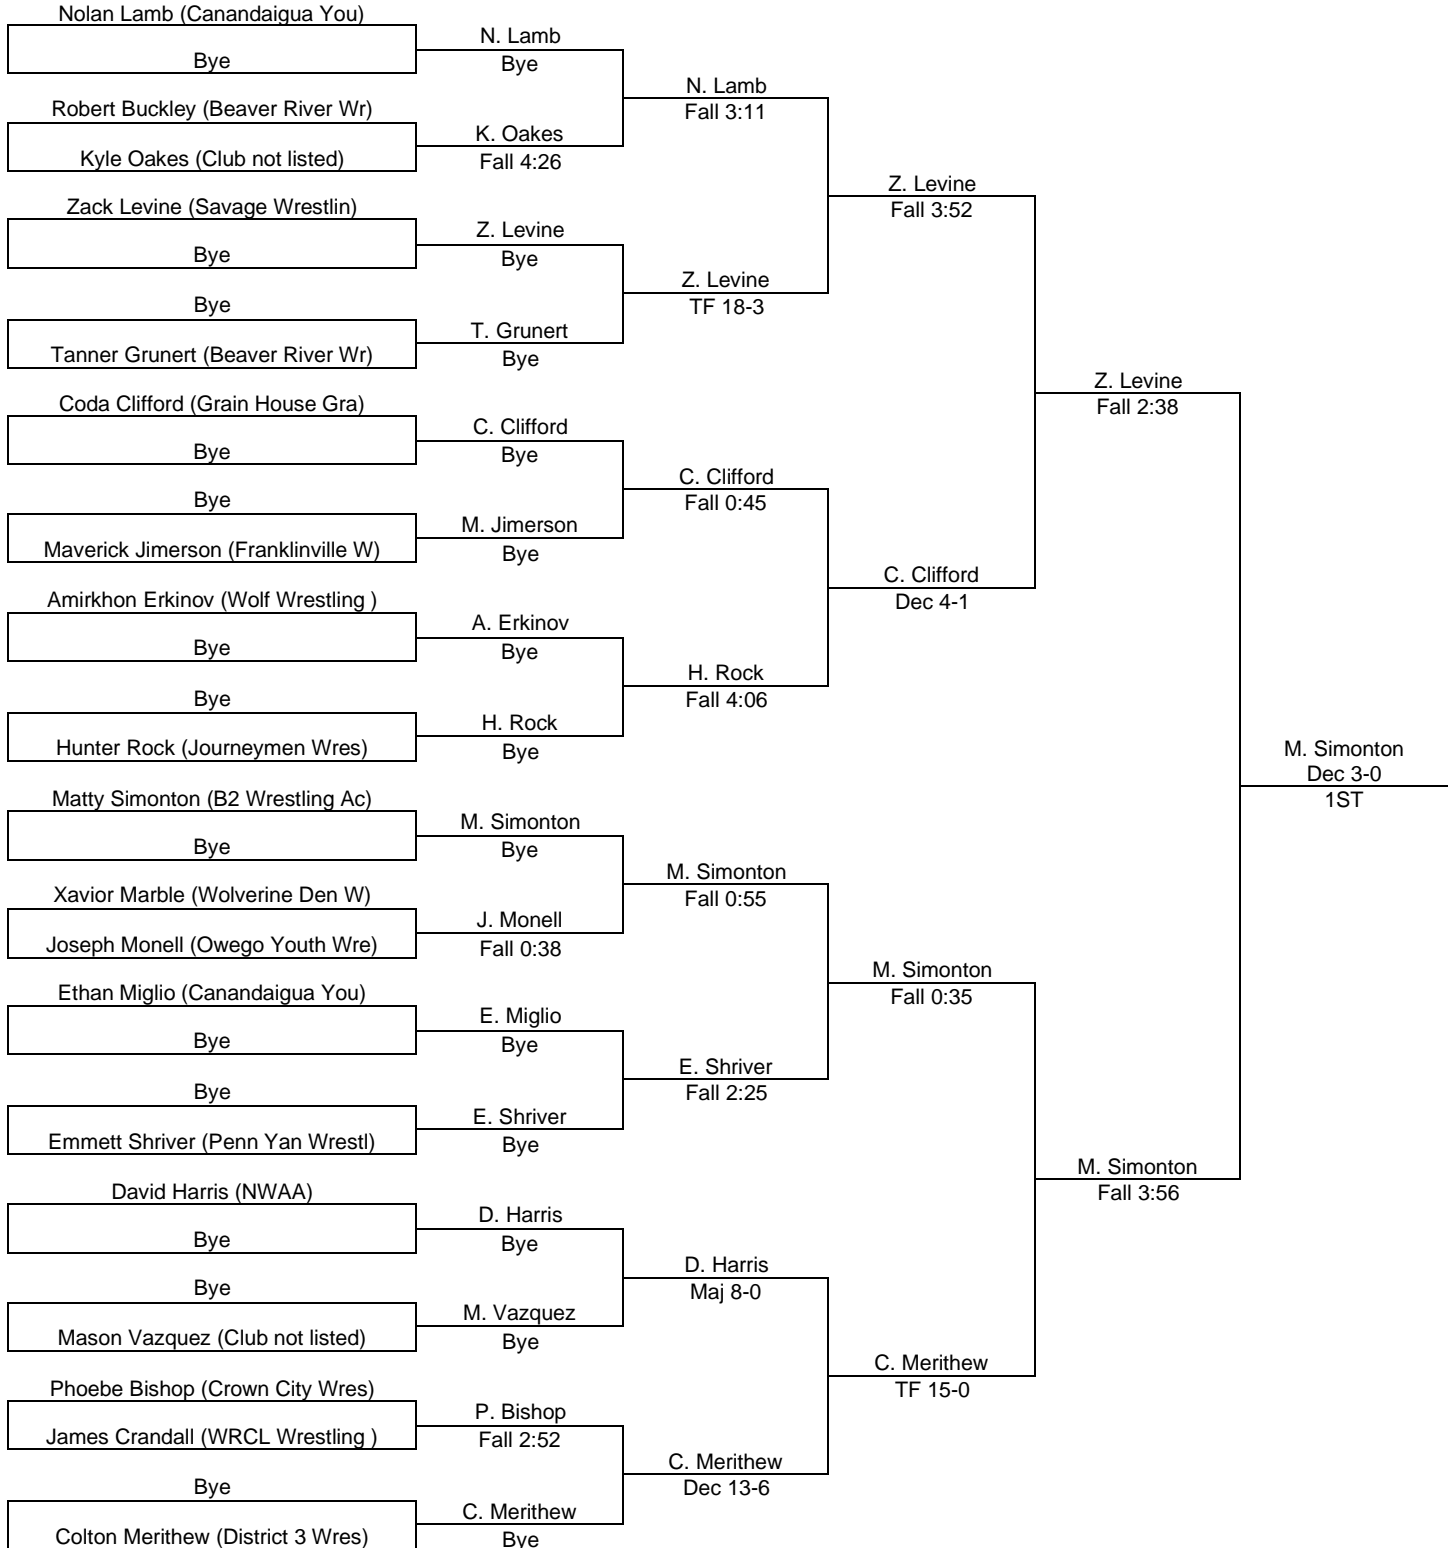 Nolan Lamb (Canandaigua You)
Bye
Robert Buckley (Beaver River Wr)
Kyle Oakes (Club not listed)
Zack Levine (Savage Wrestlin)
Bye
Bye
Tanner Grunert (Beaver River Wr)
Coda Clifford (Grain House Gra)
Bye
Bye
Maverick Jimerson (Franklinville W)
Amirkhon Erkinov (Wolf Wrestling )
Bye
Bye
Hunter Rock (Journeymen Wres)
Matty Simonton (B2 Wrestling Ac)
Bye
Xavior Marble (Wolverine Den W)
Joseph Monell (Owego Youth Wre)
Ethan Miglio (Canandaigua You)
Bye
Bye
Emmett Shriver (Penn Yan Wrestl)
David Harris (NWAA)
Bye
Bye
Mason Vazquez (Club not listed)
Phoebe Bishop (Crown City Wres)
James Crandall (WRCL Wrestling )
Bye
Colton Merithew (District 3 Wres)
N. Lamb
Bye
K. Oakes
Fall 4:26
Z. Levine
Bye
T. Grunert
Bye
C. Clifford
Bye
M. Jimerson
Bye
A. Erkinov
Bye
H. Rock
Bye
M. Simonton
Bye
J. Monell
Fall 0:38
E. Miglio
Bye
E. Shriver
Bye
D. Harris
Bye
M. Vazquez
Bye
P. Bishop
Fall 2:52
C. Merithew
Bye
N. Lamb
Fall 3:11
Z. Levine
TF 18-3
C. Clifford
Fall 0:45
H. Rock
Fall 4:06
M. Simonton
Fall 0:55
E. Shriver
Fall 2:25
D. Harris
Maj 8-0
C. Merithew
Dec 13-6
Z. Levine
Fall 3:52
C. Clifford
Dec 4-1
M. Simonton
Fall 0:35
C. Merithew
TF 15-0
Z. Levine
Fall 2:38
M. Simonton
Fall 3:56
M. Simonton
Dec 3-0
1ST